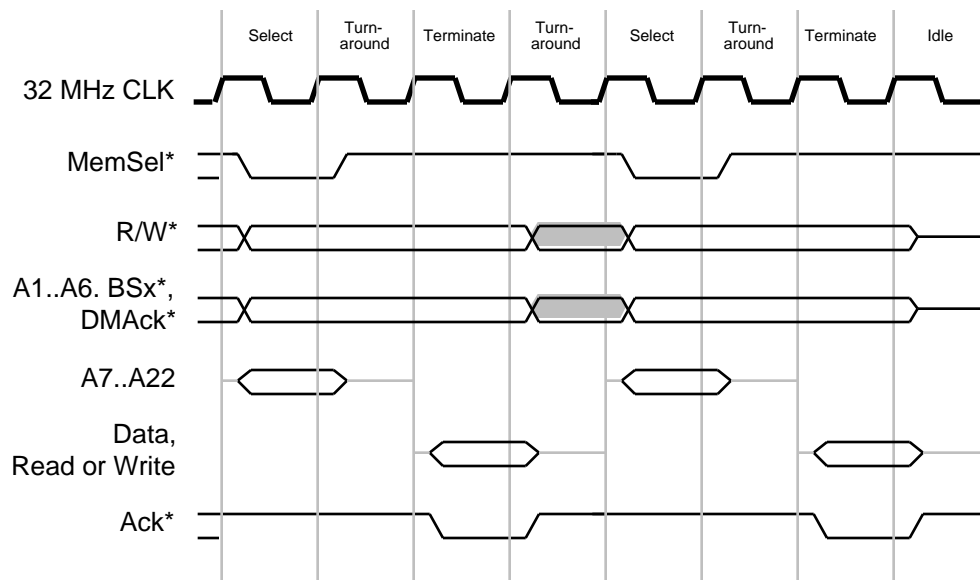 Select
Turn-
around
Terminate
Turn-
around
Select
Turn-
around
Terminate
Idle
32 MHz CLK
MemSel*
R/W*
A1..A6. BSx*,
DMAck*
A7..A22
Data,
Read or Write
Ack*